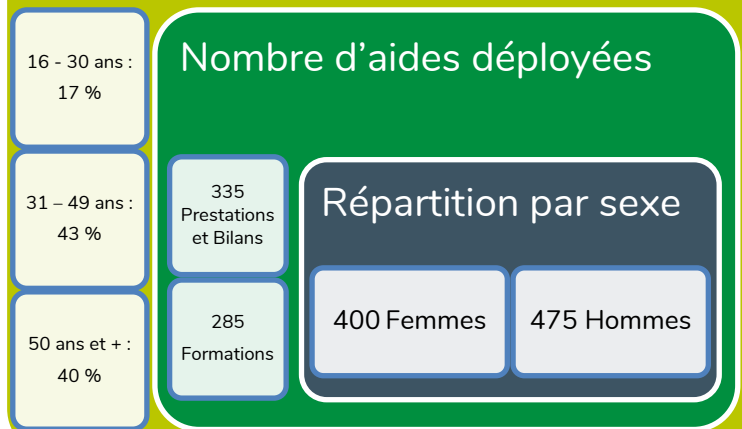 16 - 30 ans :
17 %
31 – 49 ans :
43 %
50 ans et + :
40 %
Nombre d’aides déployées
335
Prestations
et Bilans
285
Formations
Répartition par sexe
400 Femmes
475 Hommes